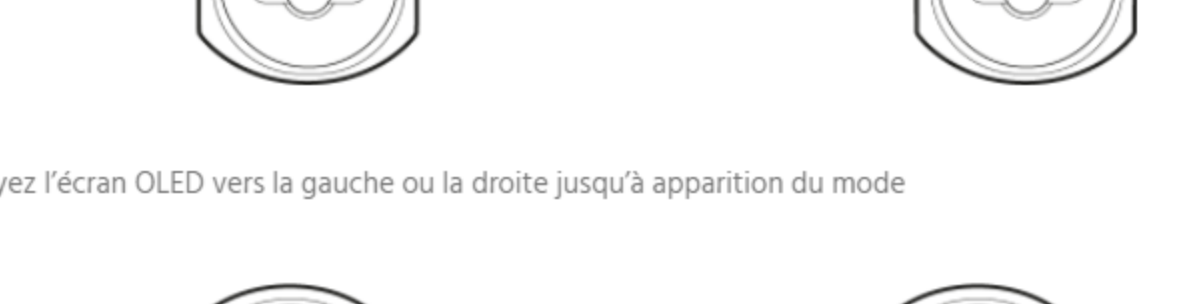 yez l’écran OLED vers la gauche ou la droite jusqu’à apparition du mode